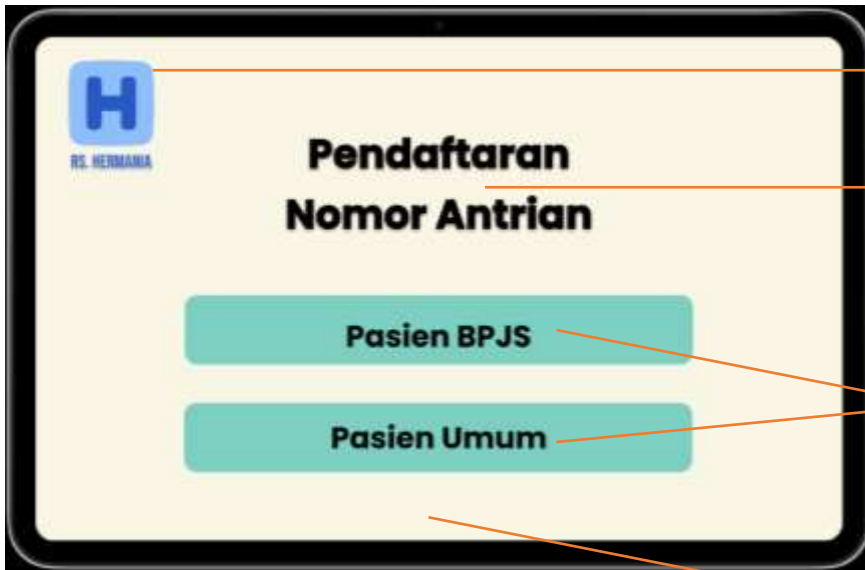 RS. HERMANIA
Pendaftaran
Nomor Antrian
Pasien BPJS
Pasien Umum